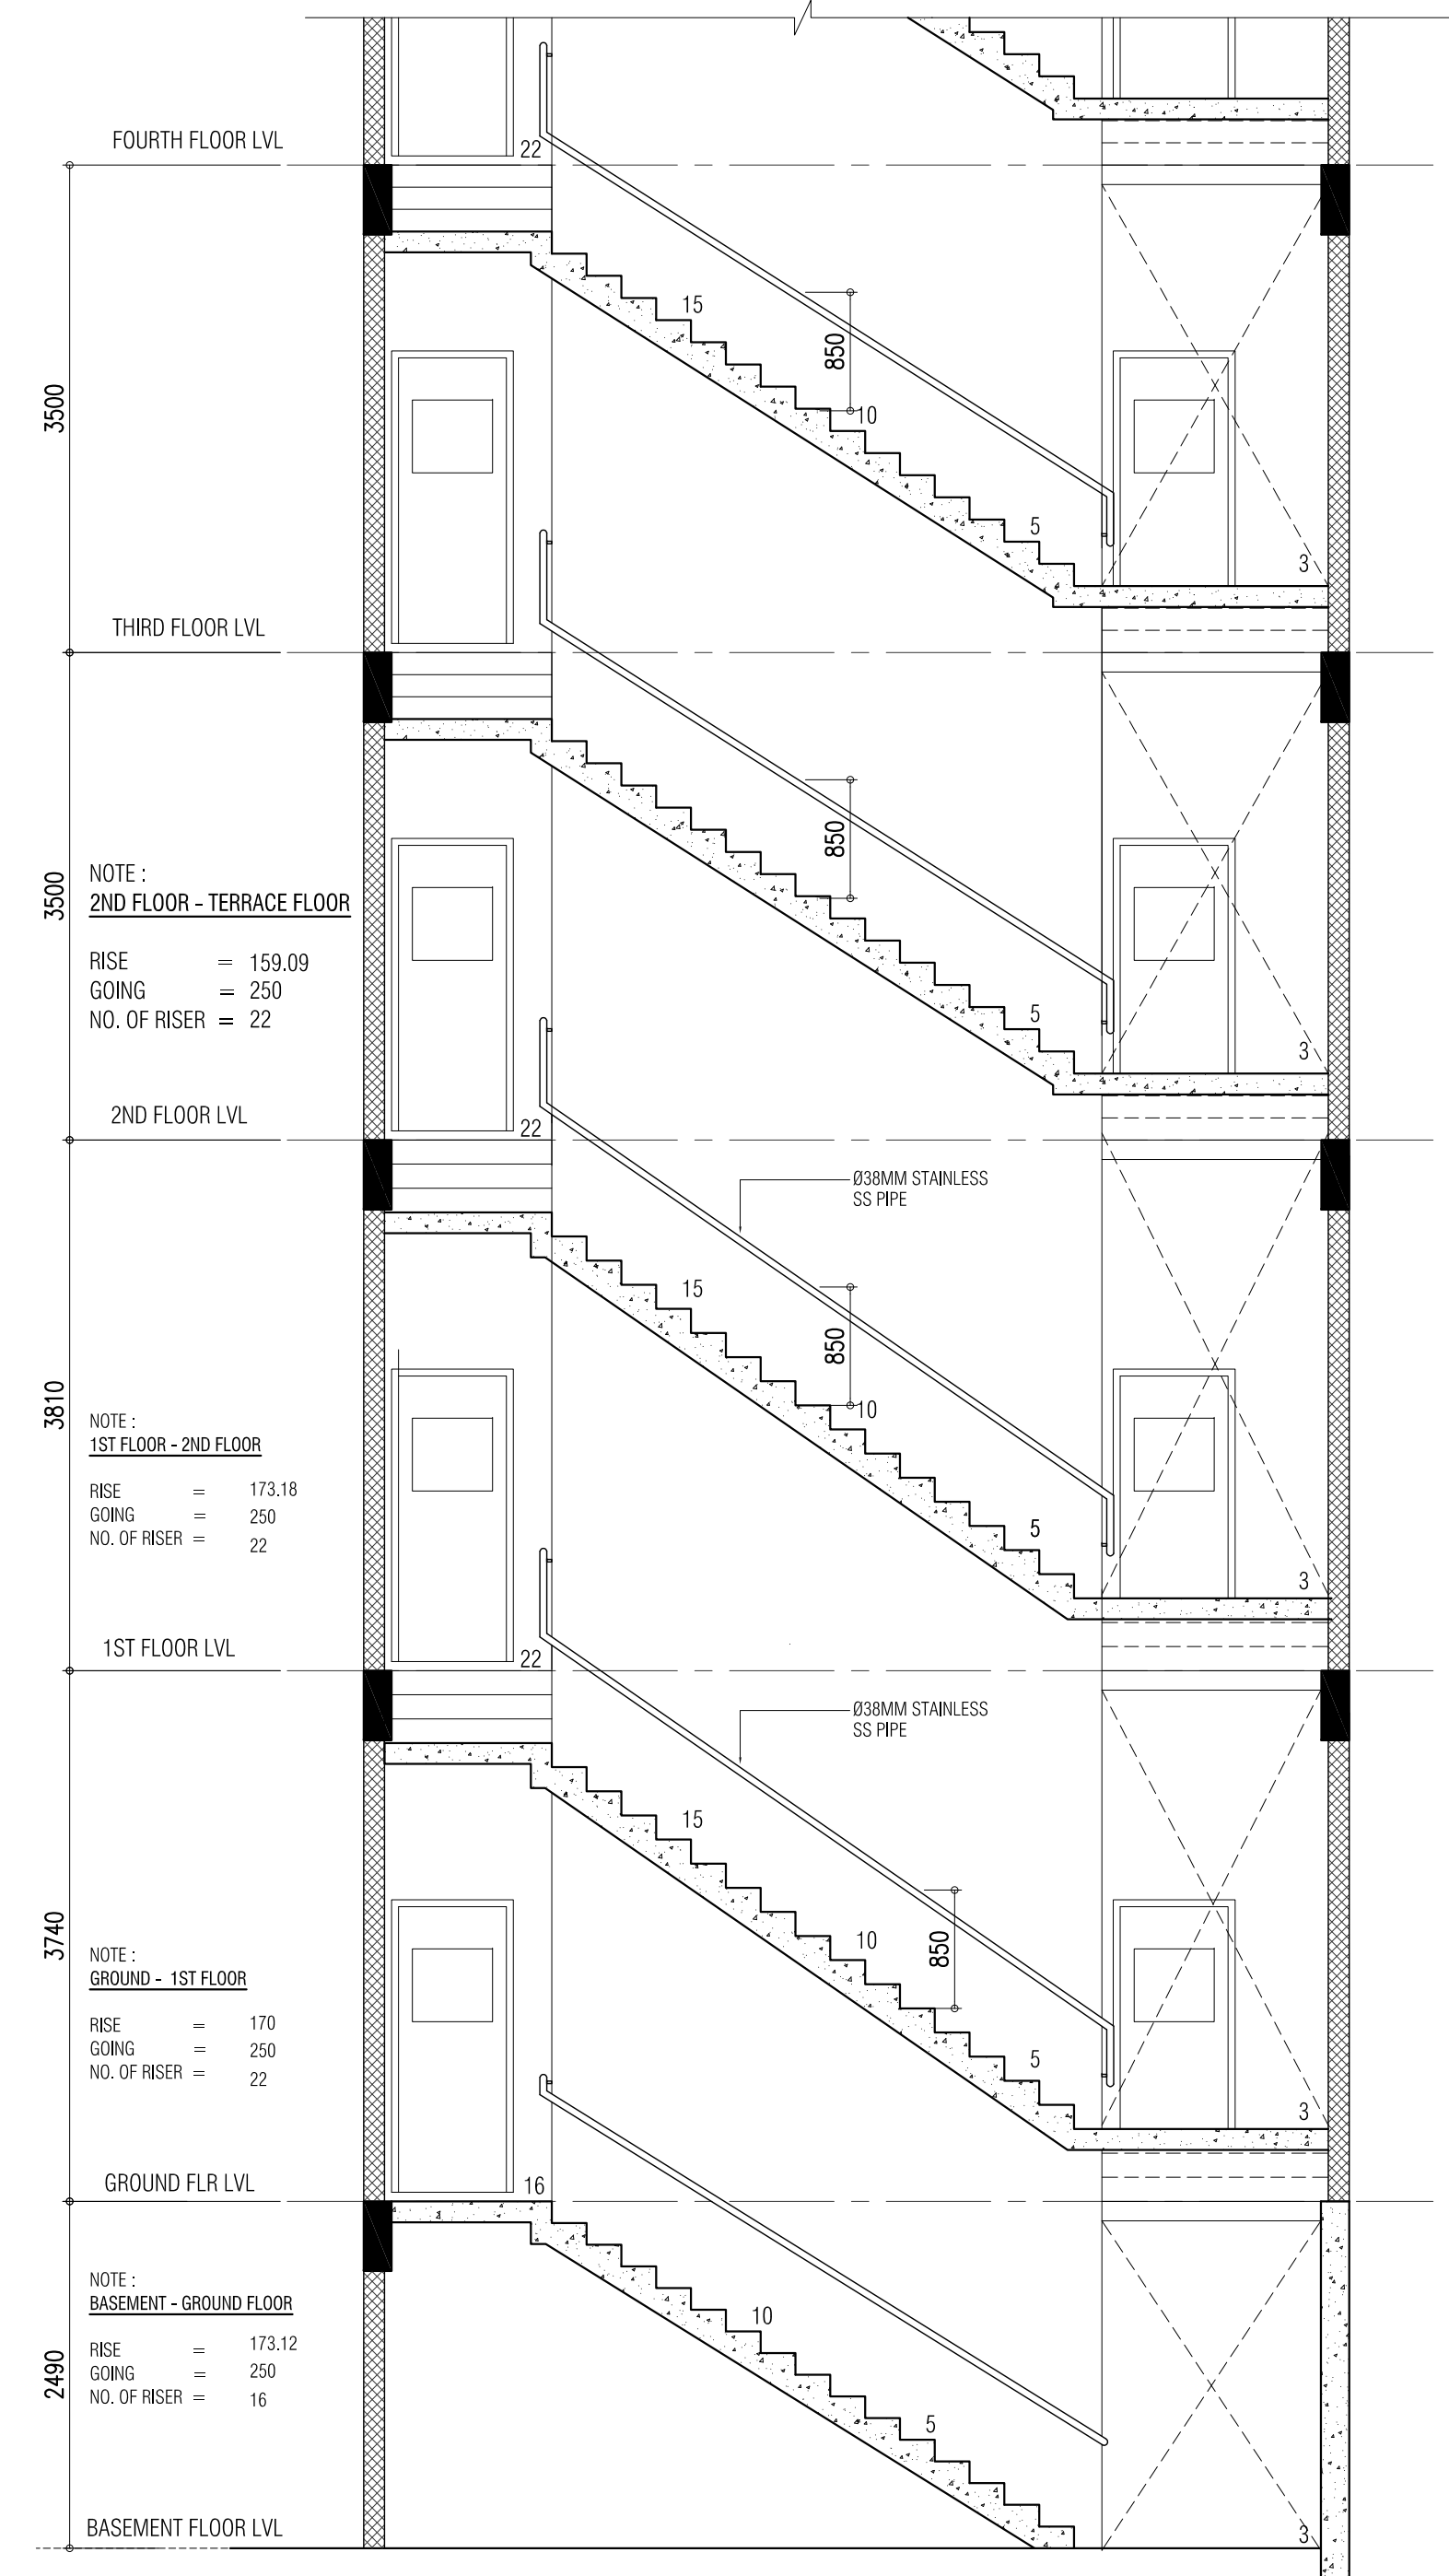 FOURTH FLOOR LVL
22
15
850
10
3500
5
3
THIRD FLOOR LVL
850
3500
NOTE :
2ND FLOOR - TERRACE FLOOR
RISE = 159.09
GOING = 250
NO. OF RISER = 22
5
3
2ND FLOOR LVL
22
Ø38MM STAINLESS
SS PIPE
15
850
10
3810
NOTE :
1ST FLOOR - 2ND FLOOR
RISE = 173.18
GOING = 250
NO. OF RISER = 22
5
3
1ST FLOOR LVL
22
Ø38MM STAINLESS
SS PIPE
15
10
850
3740
NOTE :
GROUND - 1ST FLOOR
RISE = 170
GOING = 250
NO. OF RISER = 22
5
3
GROUND FLR LVL
16
NOTE :
BASEMENT - GROUND FLOOR
RISE = 173.12
GOING = 250
NO. OF RISER = 16
10
2490
5
BASEMENT FLOOR LVL
3